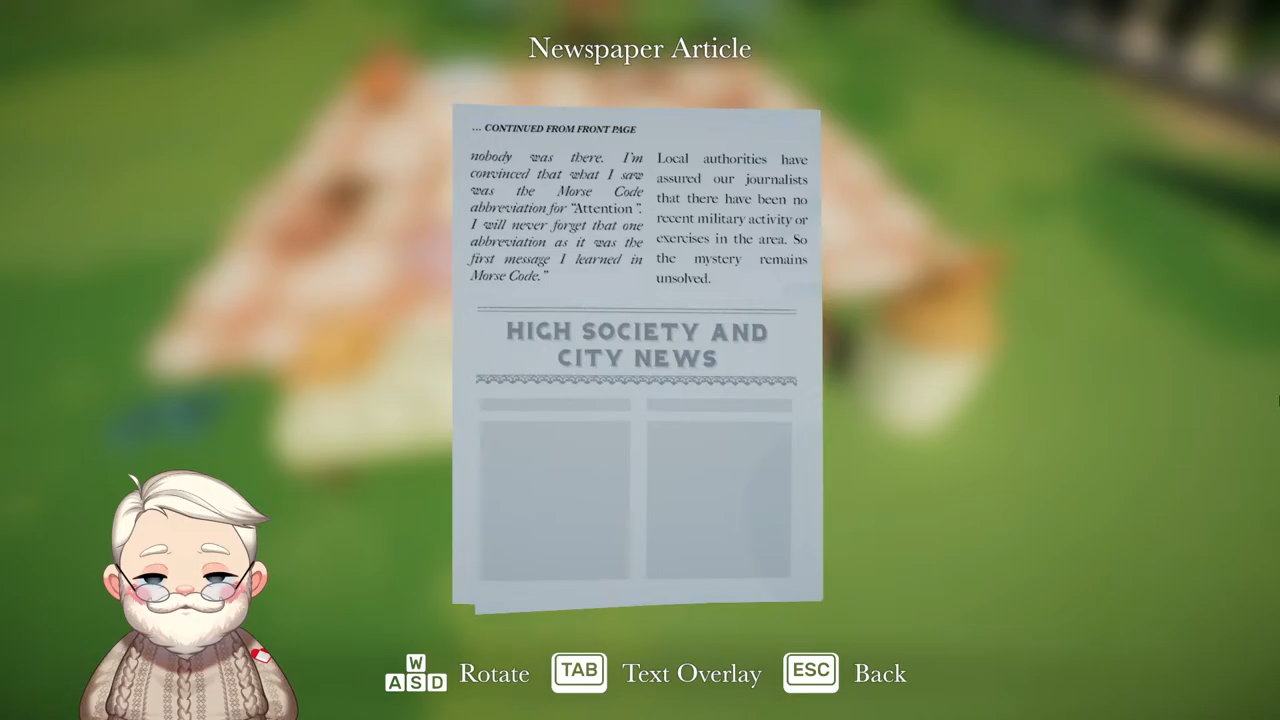 Newspaper Article
... CONTINUED FROM FRONT PAGE
nobody was there. I'm
convinced that what I saw
was the Morse Code
abbreviation for "Attention".
I will never forget that one
abbreviation as it was the
first message I learned in
Morse Code."
Local authorities have
assured our journalists
that there have been no
recent military activity or
exercises in the area. So
the mystery remains
unsolved.
HIGH SOCIETY AND
CITY NEWS
W
A S D Rotate TAB Text Overlay ESC Back